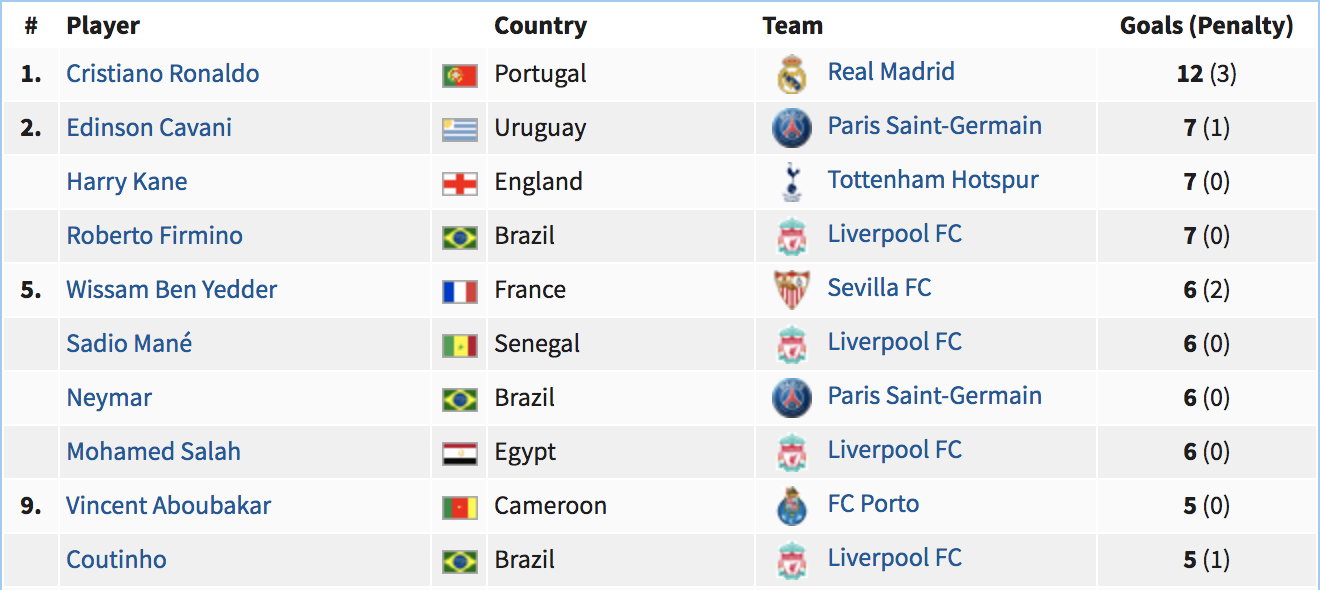 # Player Country Team Goals (Penalty)
1. Cristiano Ronaldo Portugal Real Madrid 12 (3)
2. Edinson Cavani Uruguay Paris Saint-Germain 7 (1)
Harry Kane England Tottenham Hotspur 7 (0)
Roberto Firmino Brazil Liverpool FC 7 (0)
5. Wissam Ben Yedder France Sevilla FC 6 (2)
Sadio Mané Senegal Liverpool FC 6 (0)
Neymar Brazil Paris Saint-Germain 6 (0)
Mohamed Salah Egypt Liverpool FC 6 (0)
9. Vincent Aboubakar Cameroon FC Porto 5 (0)
Coutinho Brazil Liverpool FC 5 (1)